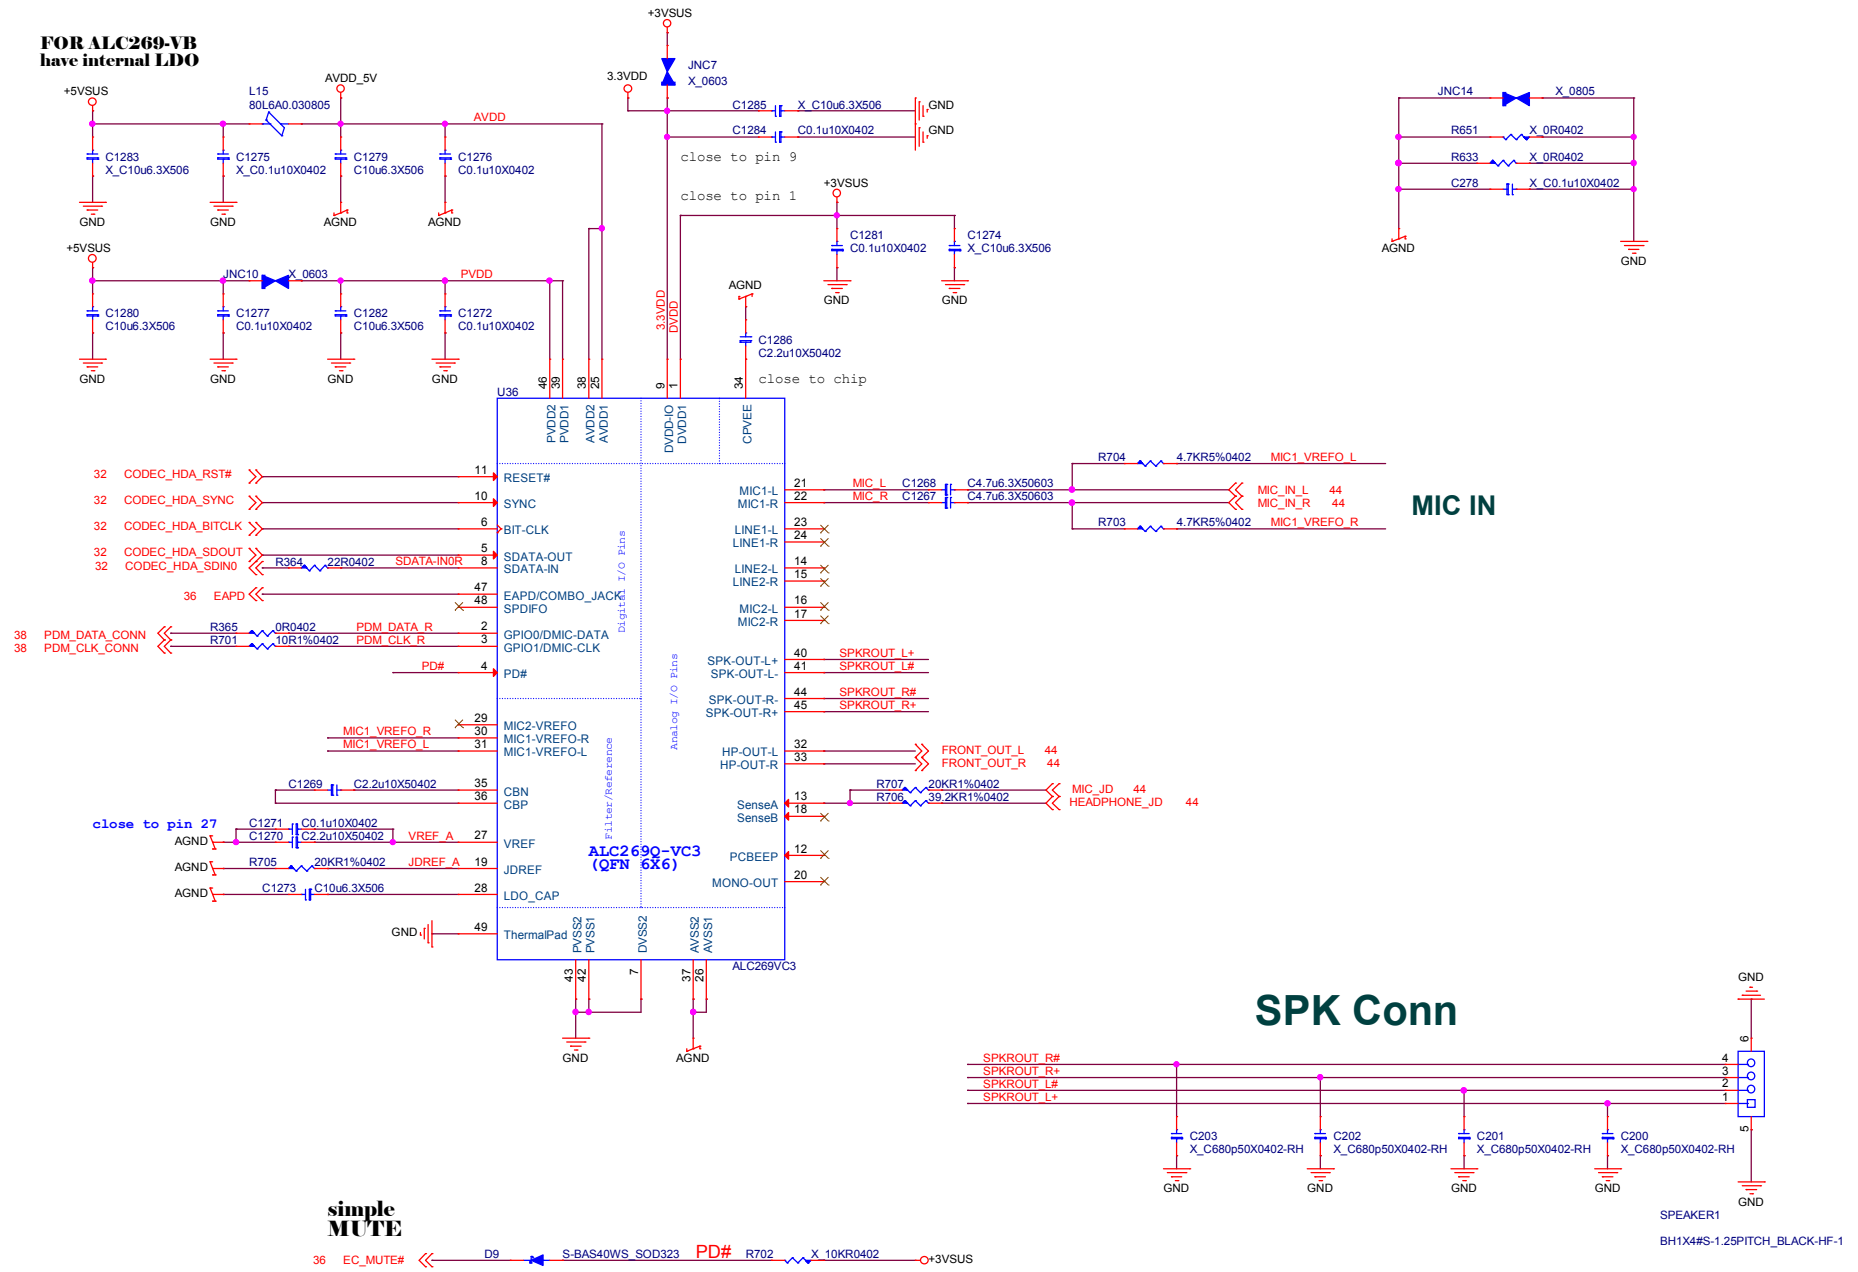 FOR ALC269-VB
have internal LDO
+5VSUS
L15
80L6A0.030805
AVDD_5V
AVDD
C1283
X_C10u6.3X506
C1275
X_C0.1u10X0402
C1279
C10u6.3X506
C1276
C0.1u10X0402
GND
GND
AGND
AGND
+5VSUS
JNC10
X_0603
PVDD
C1280
C10u6.3X506
C1277
C0.1u10X0402
C1282
C10u6.3X506
C1272
C0.1u10X0402
GND
GND
GND
GND
+3VSUS
JNC7
X_0603
3.3VDD
C1285
X_C10u6.3X506
GND
C1284
C0.1u10X0402
GND
close to pin 9
close to pin 1
+3VSUS
C1281
C0.1u10X0402
C1274
X_C10u6.3X506
GND
GND
3.3VDD
DVDD
AGND
C1286
C2.2u10X50402
close to chip
JNC14
X_0805
R651
X_0R0402
R633
X_0R0402
C278
X_C0.1u10X0402
AGND
GND
U36
46
39
38
25
9
1
34
PVDD2
PVDD1
AVDD2
AVDD1
DVDD-IO
DVDD1
CPVEE
32 CODEC_HDA_RST# 11 RESET#
32 CODEC_HDA_SYNC 10 SYNC
32 CODEC_HDA_BITCLK 6 BIT-CLK
32 CODEC_HDA_SDOUT 5 SDATA-OUT
32 CODEC_HDA_SDIN0 R364 22R0402 SDATA-IN0R 8 SDATA-IN
36 EAPD 47 EAPD/COMBO_JACK
48 SPDIFO
38 PDM_DATA_CONN R365 0R0402 PDM_DATA_R 2 GPIO0/DMIC-DATA
38 PDM_CLK_CONN R701 10R1%0402 PDM_CLK_R 3 GPIO1/DMIC-CLK
PD# 4 PD#
29 MIC2-VREFO
MIC1_VREFO_R 30 MIC1-VREFO-R
MIC1_VREFO_L 31 MIC1-VREFO-L
C1269 C2.2u10X50402 35 CBN
36 CBP
close to pin 27
C1271 C0.1u10X0402
AGND C1270 C2.2u10X50402 VREF_A 27 VREF
AGND R705 20KR1%0402 JDREF_A 19 JDREF
AGND C1273 C10u6.3X506 28 LDO_CAP
GND 49 ThermalPad
Digital I/O Pins
Analog I/O Pins
Filter/Reference
ALC269Q-VC3
(QFN 6X6)
PVSS2
PVSS1
DVSS2
AVSS2
AVSS1
ALC269VC3
43
42
7
37
26
GND
AGND
MIC1-L 21 MIC_L C1268 C4.7u6.3X50603
MIC1-R 22 MIC_R C1267 C4.7u6.3X50603
R704 4.7KR5%0402 MIC1_VREFO_L
MIC_IN_L 44
MIC_IN_R 44
R703 4.7KR5%0402 MIC1_VREFO_R
MIC IN
LINE1-L 23
LINE1-R 24
LINE2-L 14
LINE2-R 15
MIC2-L 16
MIC2-R 17
SPK-OUT-L+ 40 SPKROUT_L+
SPK-OUT-L- 41 SPKROUT_L#
SPK-OUT-R- 44 SPKROUT_R#
SPK-OUT-R+ 45 SPKROUT_R+
HP-OUT-L 32 FRONT_OUT_L 44
HP-OUT-R 33 FRONT_OUT_R 44
R707 20KR1%0402 MIC_JD 44
SenseA 13 R706 39.2KR1%0402 HEADPHONE_JD 44
SenseB 18
PCBEEP 12
MONO-OUT 20
SPK Conn
GND
6
SPKROUT_R# 4
SPKROUT_R+ 3
SPKROUT_L# 2
SPKROUT_L+ 1
5
C203
X_C680p50X0402-RH
C202
X_C680p50X0402-RH
C201
X_C680p50X0402-RH
C200
X_C680p50X0402-RH
GND
GND
GND
GND
GND
SPEAKER1
BH1X4#S-1.25PITCH_BLACK-HF-1
simple
MUTE
36 EC_MUTE# D9 S-BAS40WS_SOD323 PD# R702 X_10KR0402 +3VSUS